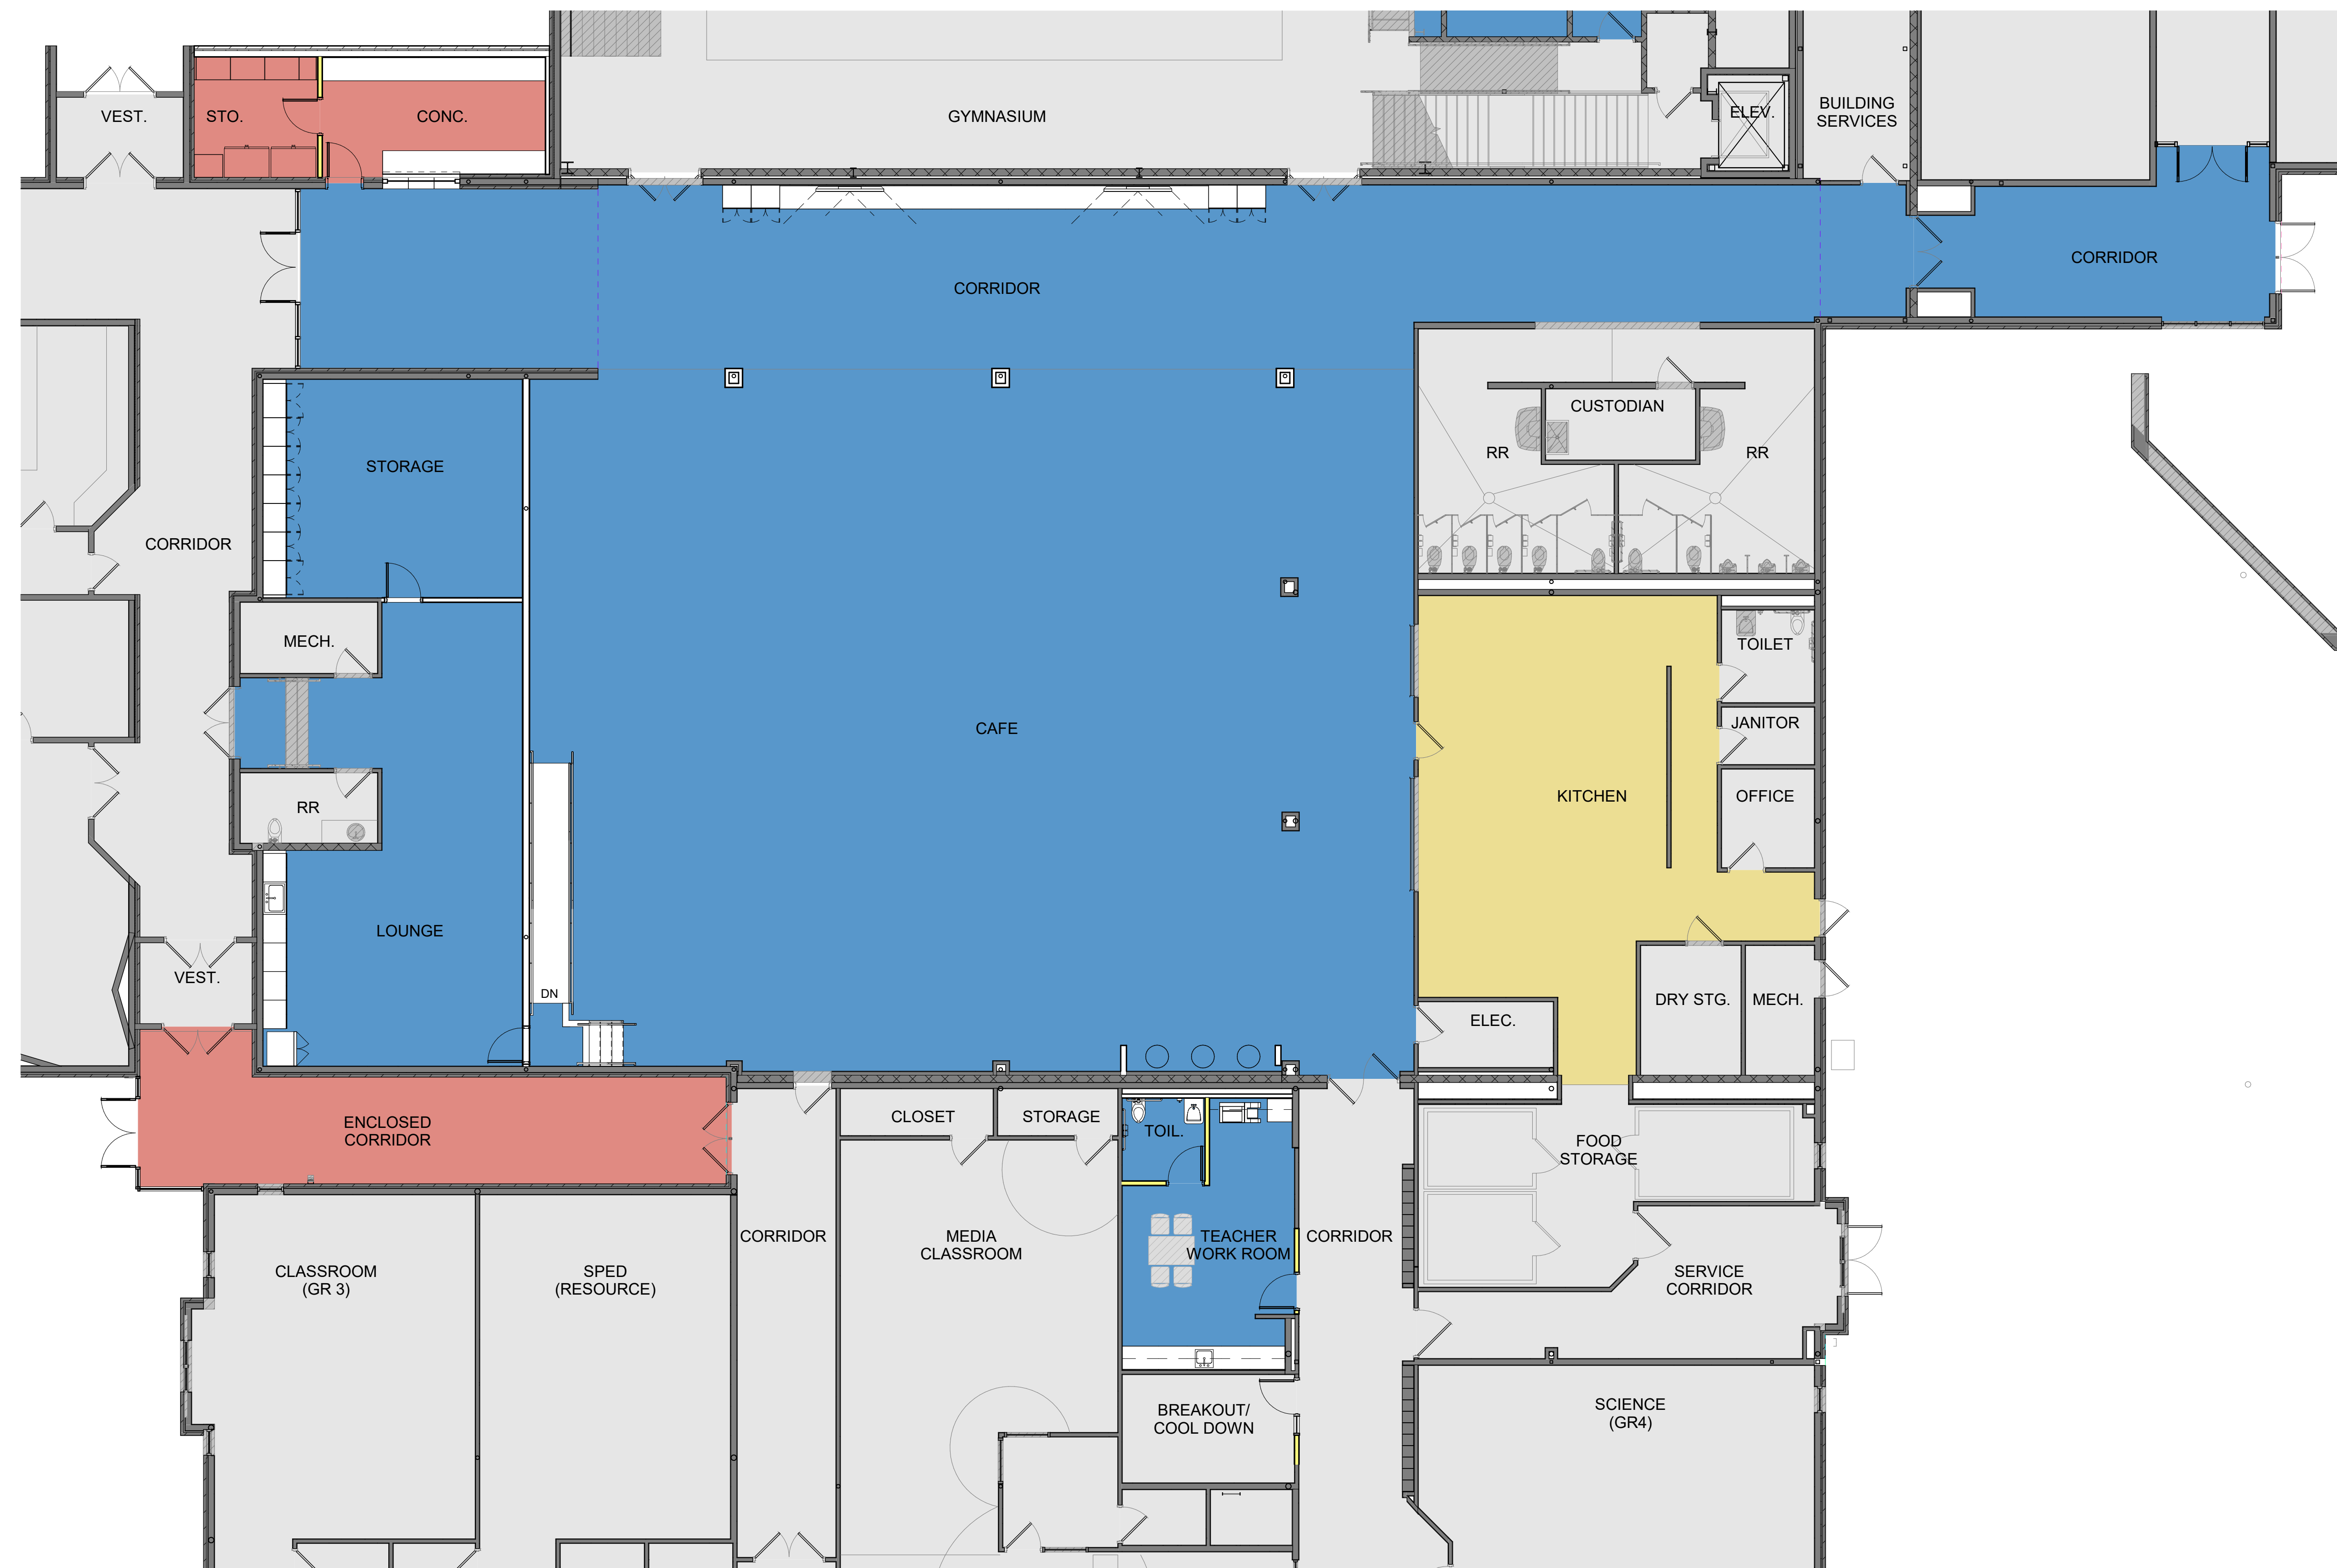 VEST.
STO.
CONC.
GYMNASIUM
ELEV.
BUILDING
SERVICES
CORRIDOR
CORRIDOR
CUSTODIAN
RR
RR
STORAGE
CORRIDOR
MECH.
TOILET
JANITOR
CAFE
KITCHEN
OFFICE
RR
LOUNGE
VEST.
DN
DRY STG.
MECH.
ELEC.
ENCLOSED
CORRIDOR
CLOSET
STORAGE
TOIL.
FOOD
STORAGE
CORRIDOR
MEDIA
CLASSROOM
TEACHER
WORK ROOM
CORRIDOR
CLASSROOM
(GR 3)
SPED
(RESOURCE)
SERVICE
CORRIDOR
BREAKOUT/
COOL DOWN
SCIENCE
(GR4)